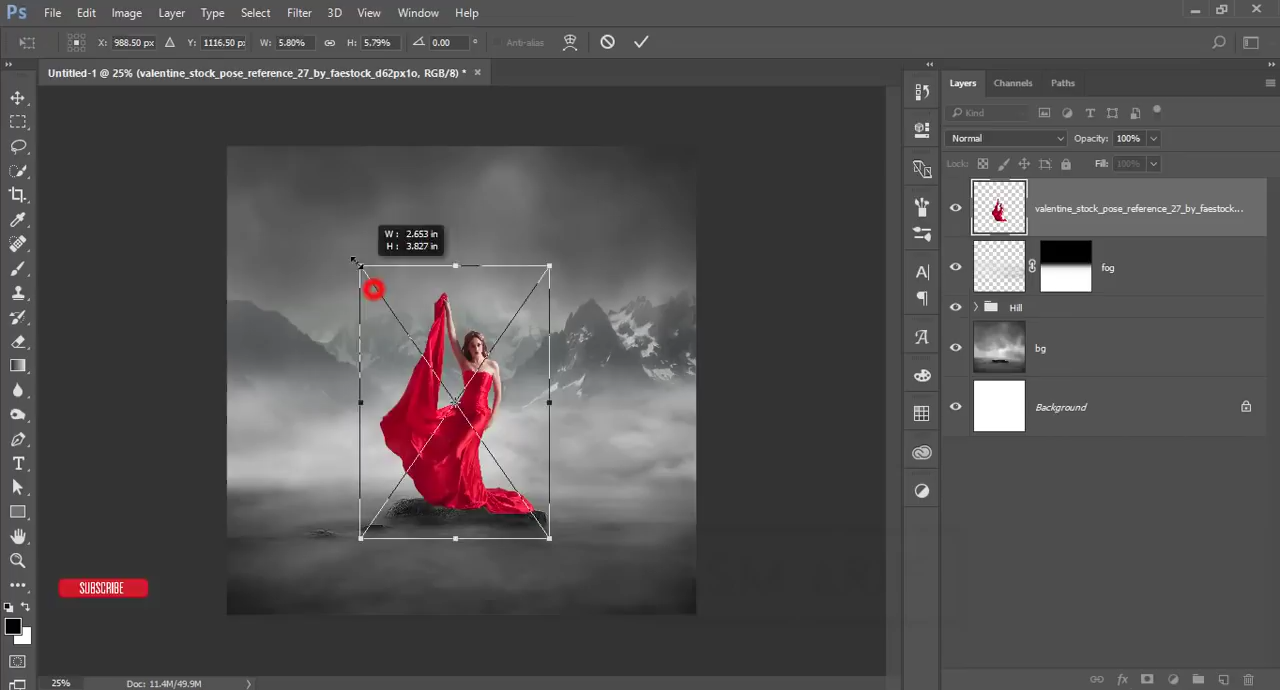 Ps File Edit Image Layer Type Select Filter 3D View Window Help
X: 988.50 px Y: 1116.50 px W: 5.80% H: 5.79% 0.00 ° Anti-alias
Untitled-1 @ 25% (valentine_stock_pose_reference_27_by_faestock_d62px1o, RGB/8) * ×
Layers Channels Paths
Kind
Normal Opacity: 100%
Lock: Fill: 100%
valentine_stock_pose_reference_27_by_faestock...
W : 2.653 in
H : 3.827 in
fog
Hill
bg
Background
SUBSCRIBE
25% Doc: 11.4M/49.9M